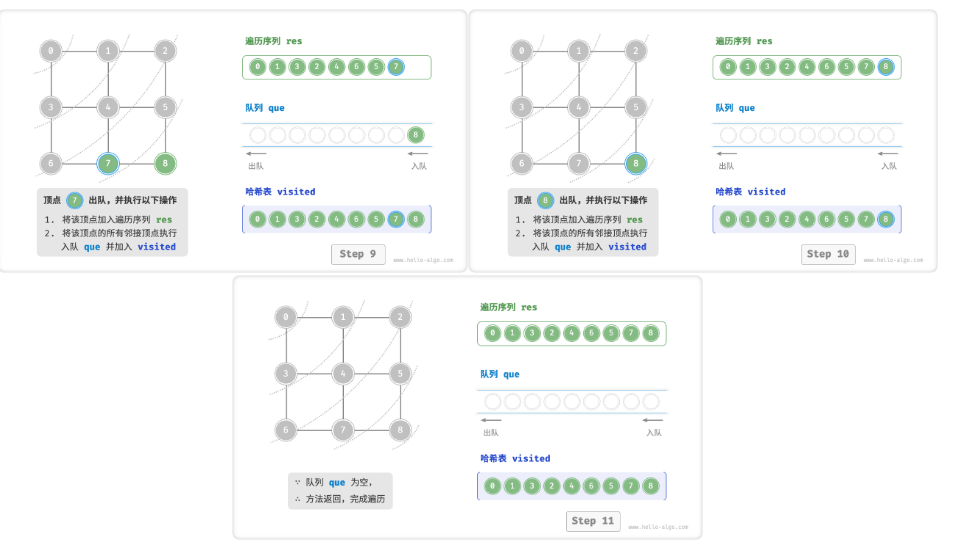 0 1 2
3 4 5
6 7 8
顶点 7 出队，并执行以下操作
1. 将该顶点加入遍历序列 res
2. 将该顶点的所有邻接顶点执行
入队 que 并加入 visited
遍历序列 res
0 1 3 2 4 6 5 7
队列 que
8
出队 入队
哈希表 visited
0 1 3 2 4 6 5 7 8
Step 9
www.hello-algo.com
0 1 2
3 4 5
6 7 8
顶点 8 出队，并执行以下操作
1. 将该顶点加入遍历序列 res
2. 将该顶点的所有邻接顶点执行
入队 que 并加入 visited
遍历序列 res
0 1 3 2 4 6 5 7 8
队列 que
出队 入队
哈希表 visited
0 1 3 2 4 6 5 7 8
Step 10
www.hello-algo.com
0 1 2
3 4 5
6 7 8
∵ 队列 que 为空，
∴ 方法返回，完成遍历
遍历序列 res
0 1 3 2 4 6 5 7 8
队列 que
出队 入队
哈希表 visited
0 1 3 2 4 6 5 7 8
Step 11
www.hello-algo.com